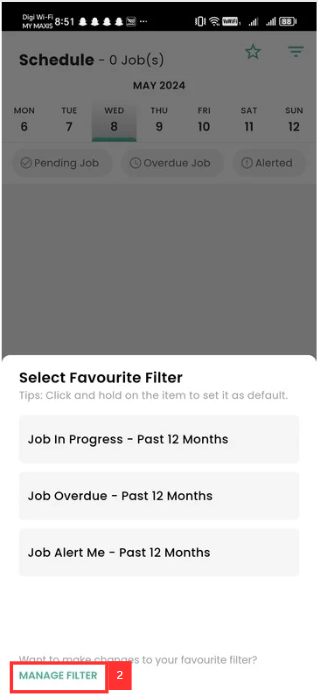 Digi Wi-Fi
MY MAXIS 8:51 ··· 88
Schedule - 0 Job(s)
MAY 2024
MON TUE WED THU FRI SAT SUN
6 7 8 9 10 11 12
Pending Job Overdue Job Alerted
Select Favourite Filter
Tips: Click and hold on the item to set it as default.
Job In Progress - Past 12 Months
Job Overdue - Past 12 Months
Job Alert Me - Past 12 Months
Want to make changes to your favourite filter?
MANAGE FILTER 2